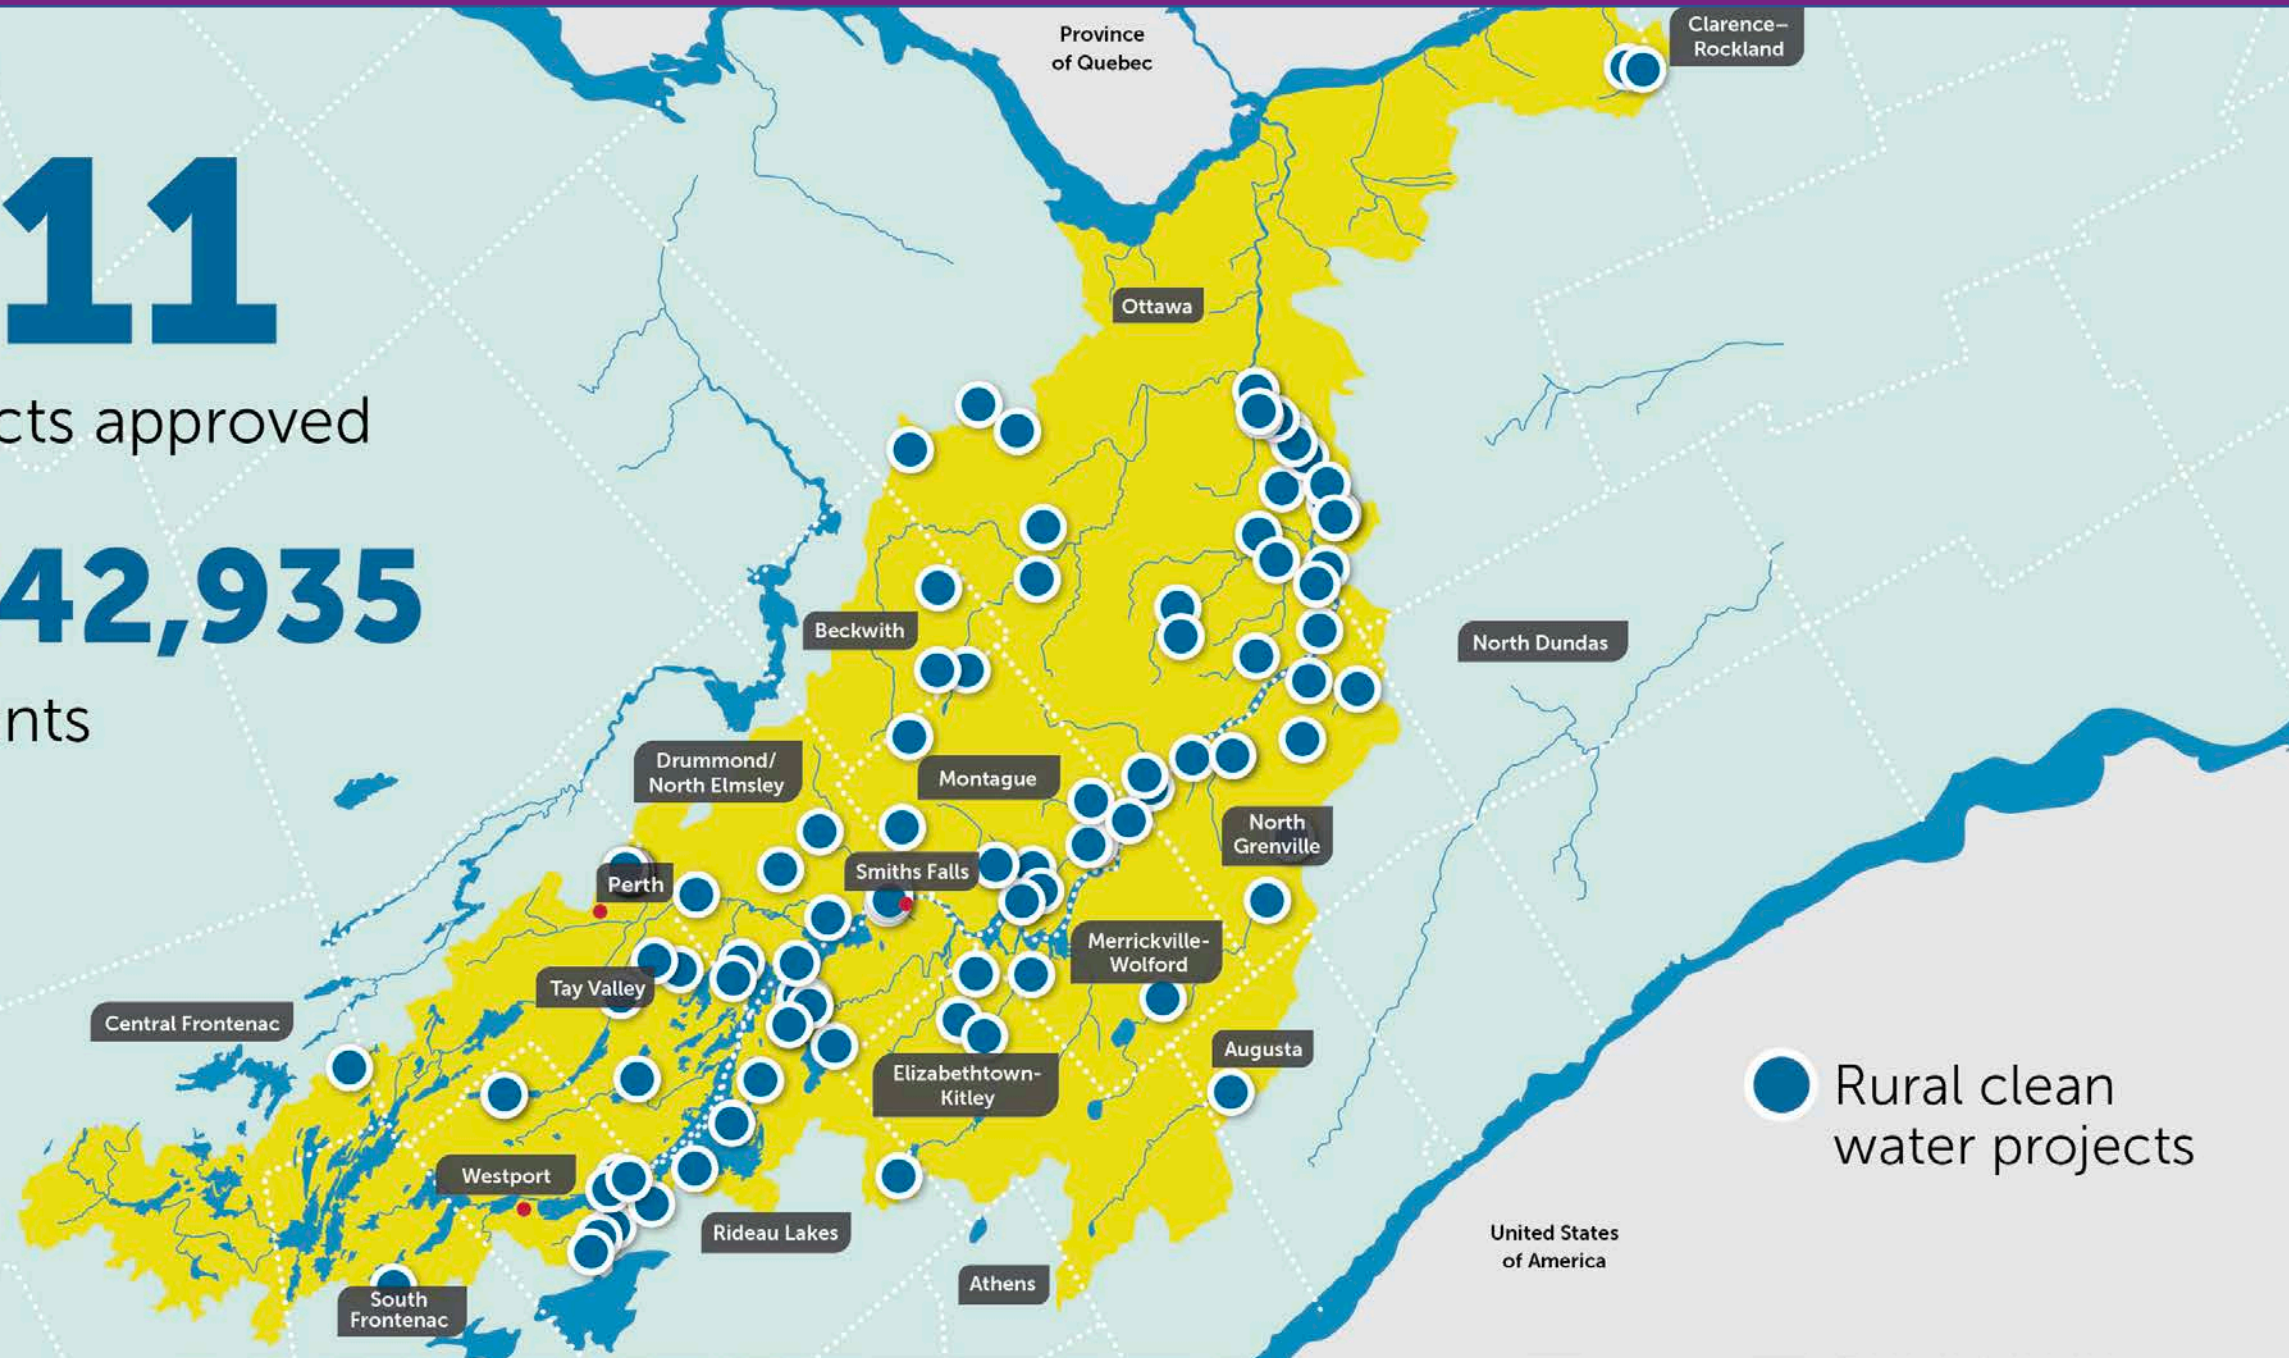 Province
of Quebec
Clarence–
Rockland
11
cts approved
42,935
nts
Ottawa
Beckwith
North Dundas
Drummond/
North Elmsley
Montague
North
Grenville
Smiths Falls
Perth
Merrickville-
Wolford
Tay Valley
Central Frontenac
Augusta
Elizabethtown-
Kitley
Rural clean
water projects
Westport
Rideau Lakes
United States
of America
Athens
South
Frontenac